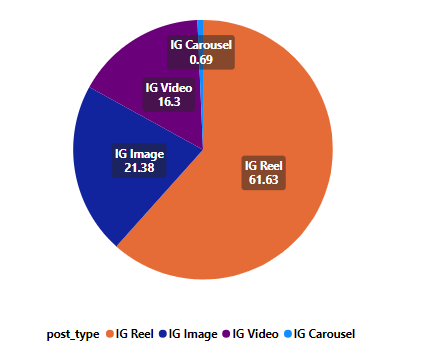 IG Carousel
0.69
IG Video
16.3
IG Image
21.38
IG Reel
61.63
post_type IG Reel IG Image IG Video IG Carousel